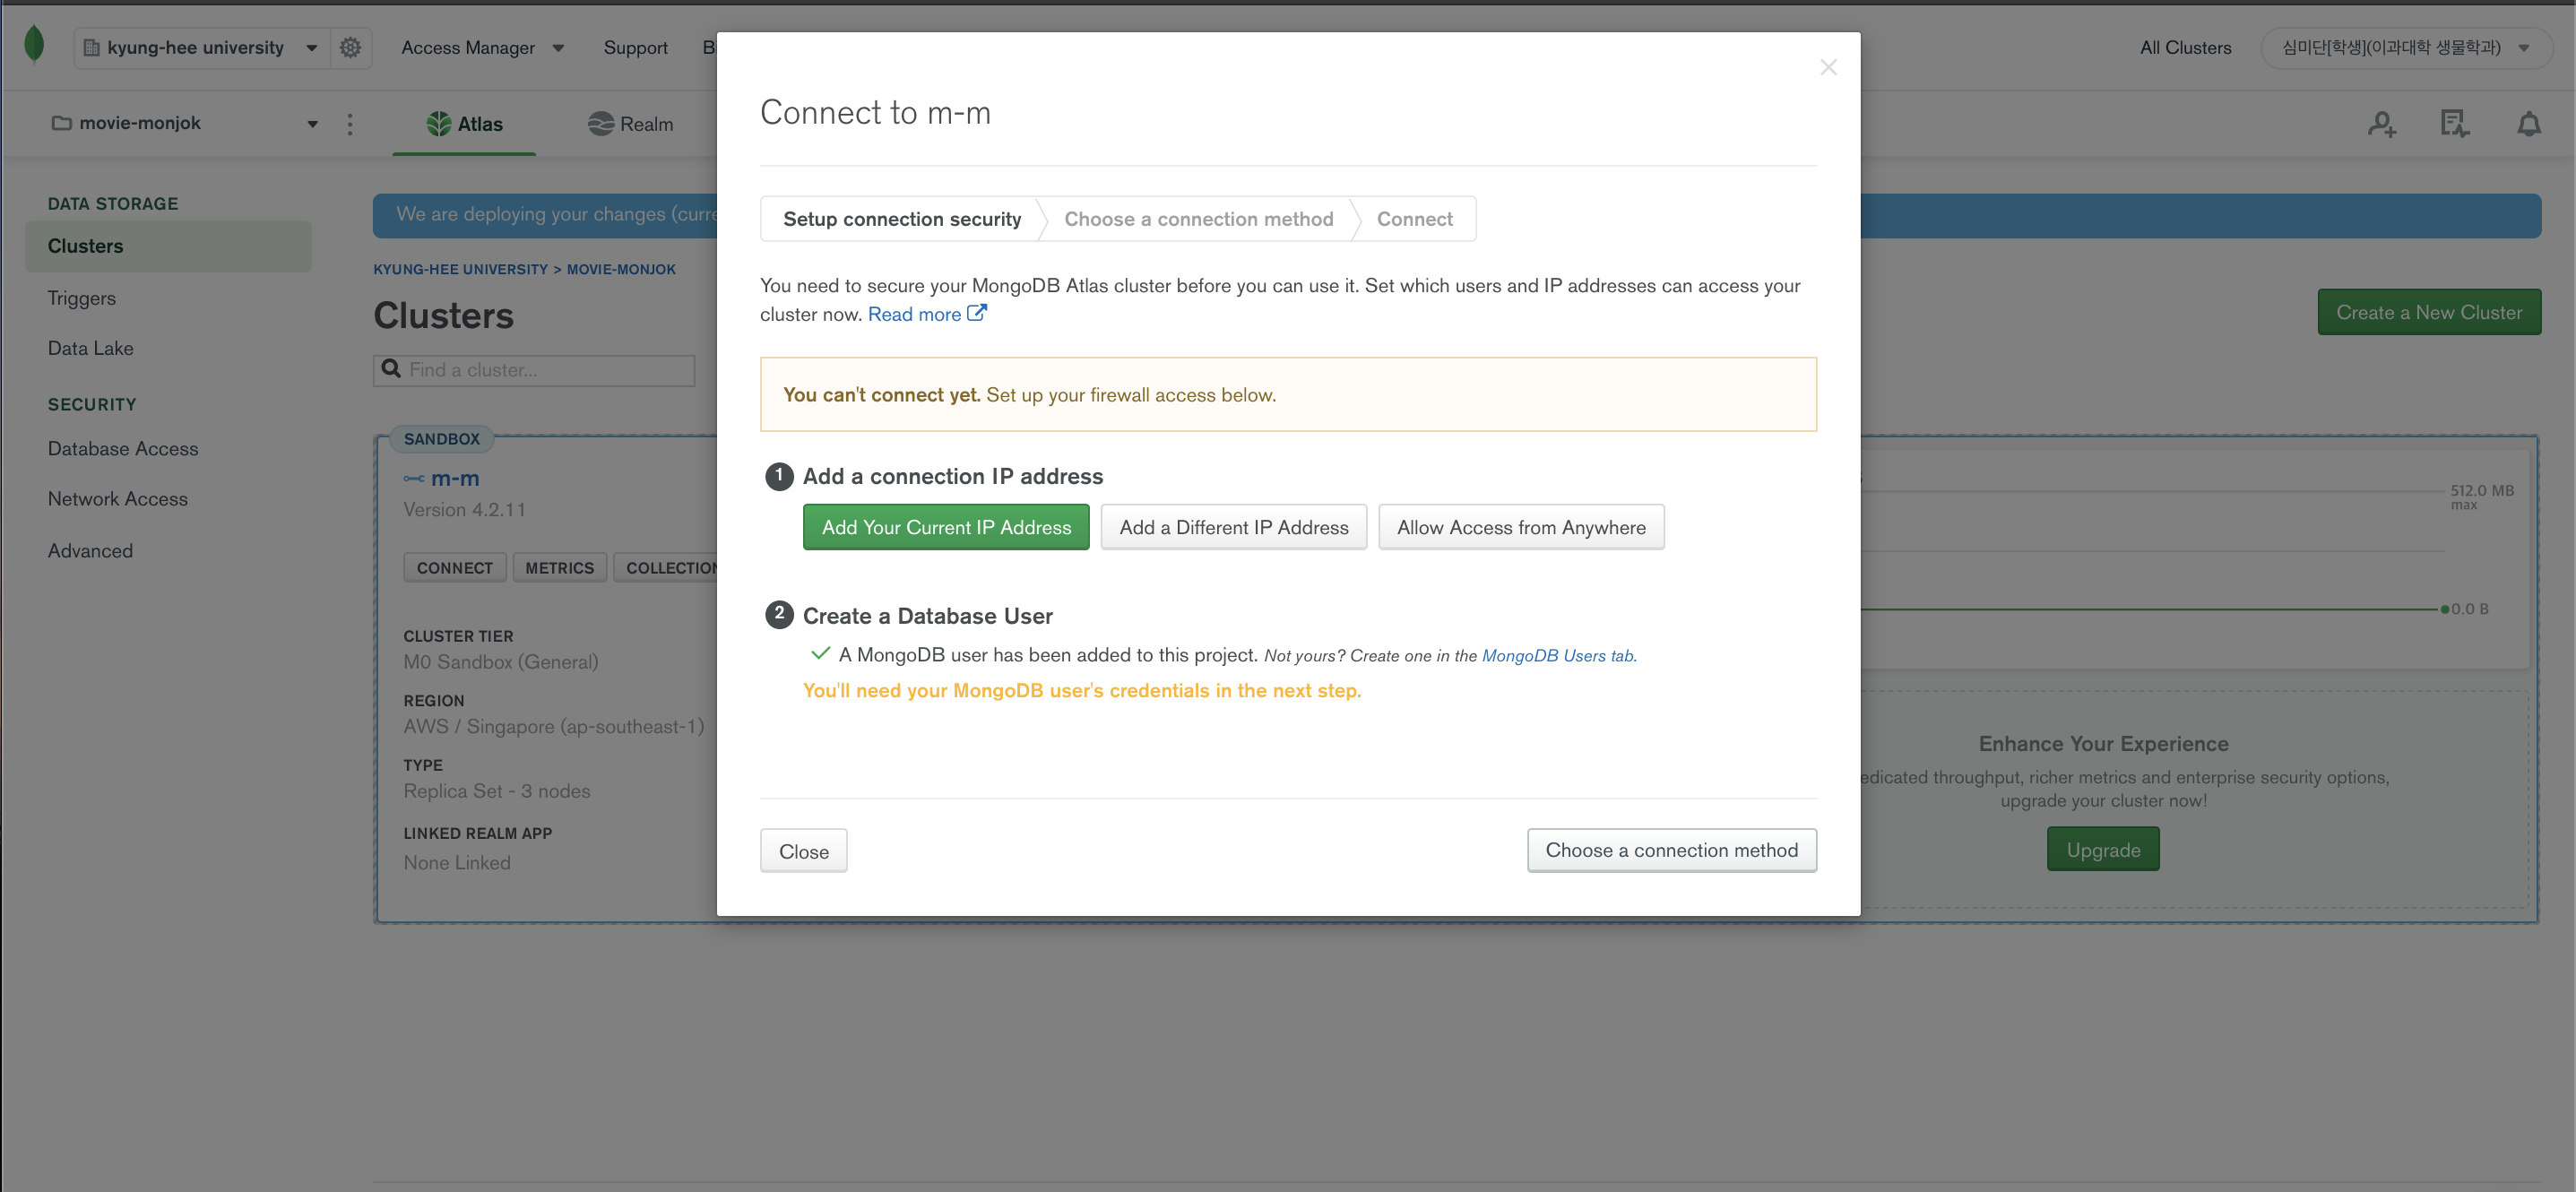 kyung-hee university
Access Manager
Support
All Clusters
심미단[학생](이과대학 생물학과)
movie-monjok
Atlas
Realm
DATA STORAGE
Clusters
Triggers
Data Lake
SECURITY
Database Access
Network Access
Advanced
We are deploying your changes
KYUNG-HEE UNIVERSITY > MOVIE-MONJOK
Clusters
Find a cluster...
Create a New Cluster
SANDBOX
m-m
Version 4.2.11
CONNECT METRICS
CLUSTER TIER
M0 Sandbox (General)
REGION
AWS / Singapore (ap-southeast-1)
TYPE
Replica Set - 3 nodes
LINKED REALM APP
None Linked
Connect to m-m
Setup connection security
Choose a connection method
Connect
You need to secure your MongoDB Atlas cluster before you can use it. Set which users and IP addresses can access your
cluster now. Read more
You can't connect yet. Set up your firewall access below.
1 Add a connection IP address
Add Your Current IP Address
Add a Different IP Address
Allow Access from Anywhere
2 Create a Database User
A MongoDB user has been added to this project. Not yours? Create one in the MongoDB Users tab.
You'll need your MongoDB user's credentials in the next step.
Close
Choose a connection method
512.0 MB
max
0.0 B
Enhance Your Experience
throughput, richer metrics and enterprise security options,
upgrade your cluster now!
Upgrade